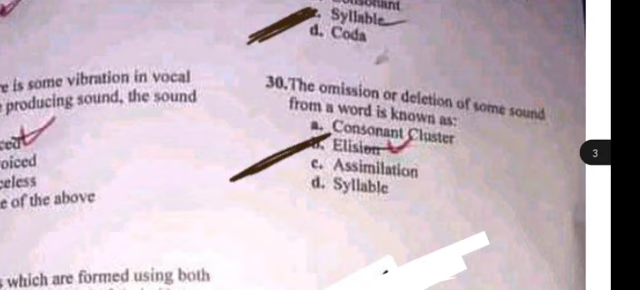 Syllable
d. Coda
is some vibration in vocal
producing sound, the sound
30. The omission or deletion of some sound
from a word is known as:
a. Consonant Cluster
b. Elision
c. Assimilation
d. Syllable
of the above
which are formed using both
3